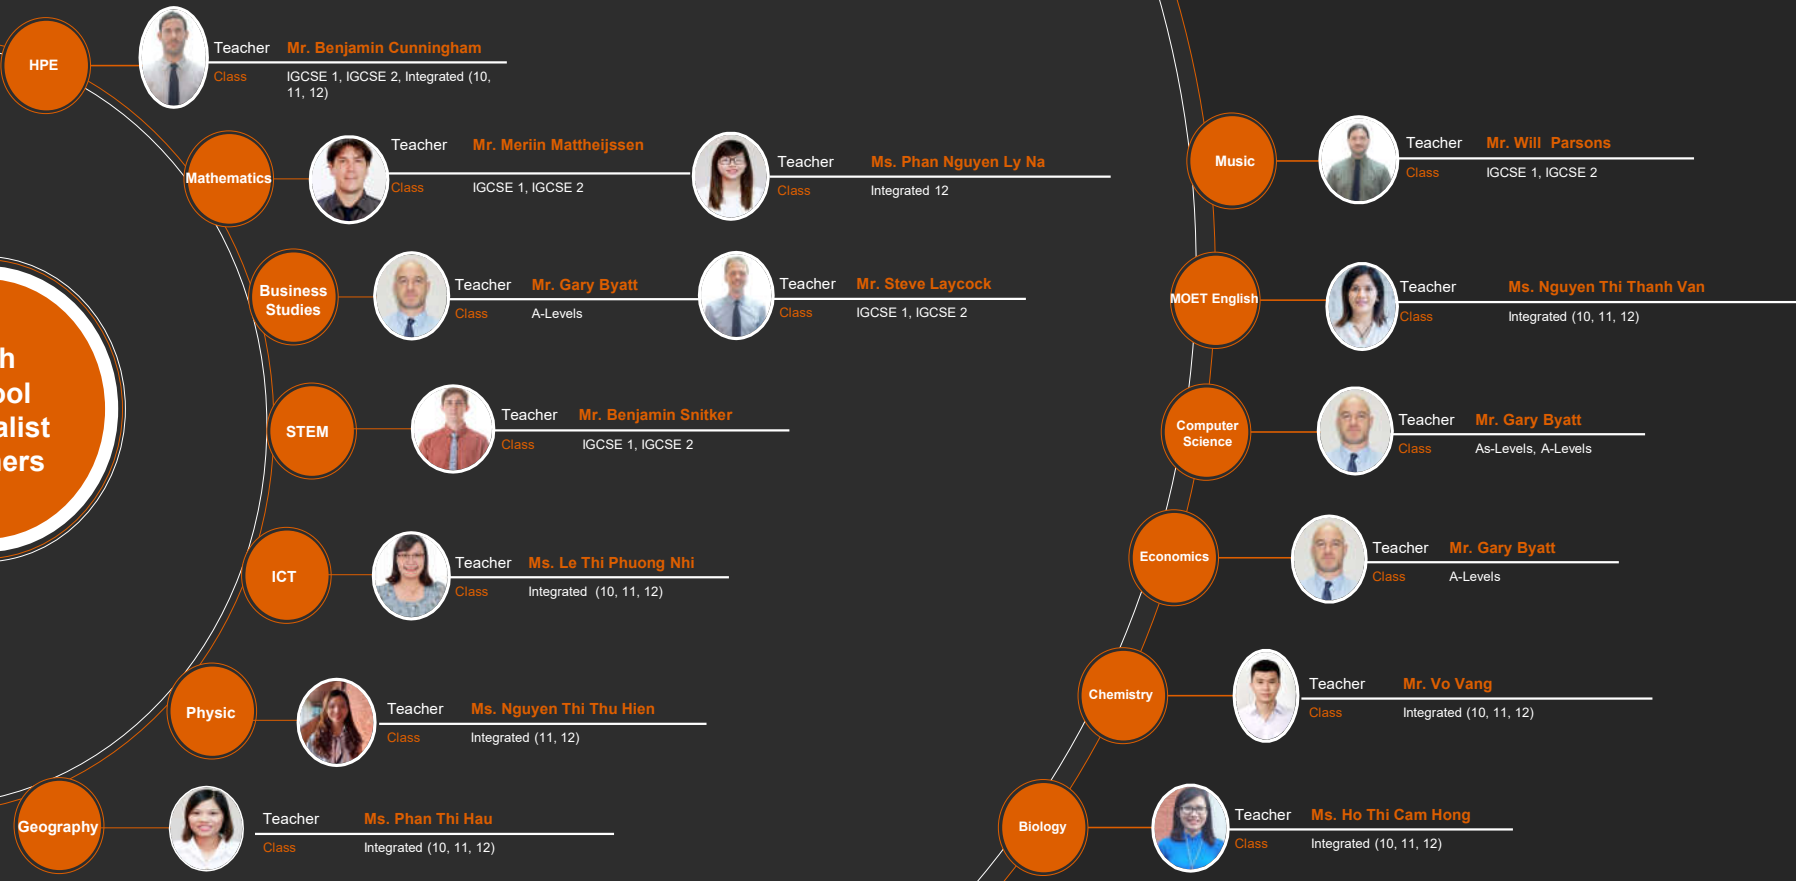 HPE
Teacher Mr. Benjamin Cunningham
Class IGCSE 1, IGCSE 2, Integrated (10,
11, 12)
Mathematics
Teacher Mr. Meriin Mattheijssen
Class IGCSE 1, IGCSE 2
Teacher Ms. Phan Nguyen Ly Na
Class Integrated 12
Business
Studies
Teacher Mr. Gary Byatt
Class A-Levels
Teacher Mr. Steve Laycock
Class IGCSE 1, IGCSE 2
h
ool
alist
ers
STEM
Teacher Mr. Benjamin Snitker
Class IGCSE 1, IGCSE 2
ICT
Teacher Ms. Le Thi Phuong Nhi
Class Integrated (10, 11, 12)
Physic
Teacher Ms. Nguyen Thi Thu Hien
Class Integrated (11, 12)
Geography
Teacher Ms. Phan Thi Hau
Class Integrated (10, 11, 12)
Music
Teacher Mr. Will Parsons
Class IGCSE 1, IGCSE 2
MOET English
Teacher Ms. Nguyen Thi Thanh Van
Class Integrated (10, 11, 12)
Computer
Science
Teacher Mr. Gary Byatt
Class As-Levels, A-Levels
Economics
Teacher Mr. Gary Byatt
Class A-Levels
Chemistry
Teacher Mr. Vo Vang
Class Integrated (10, 11, 12)
Biology
Teacher Ms. Ho Thi Cam Hong
Class Integrated (10, 11, 12)